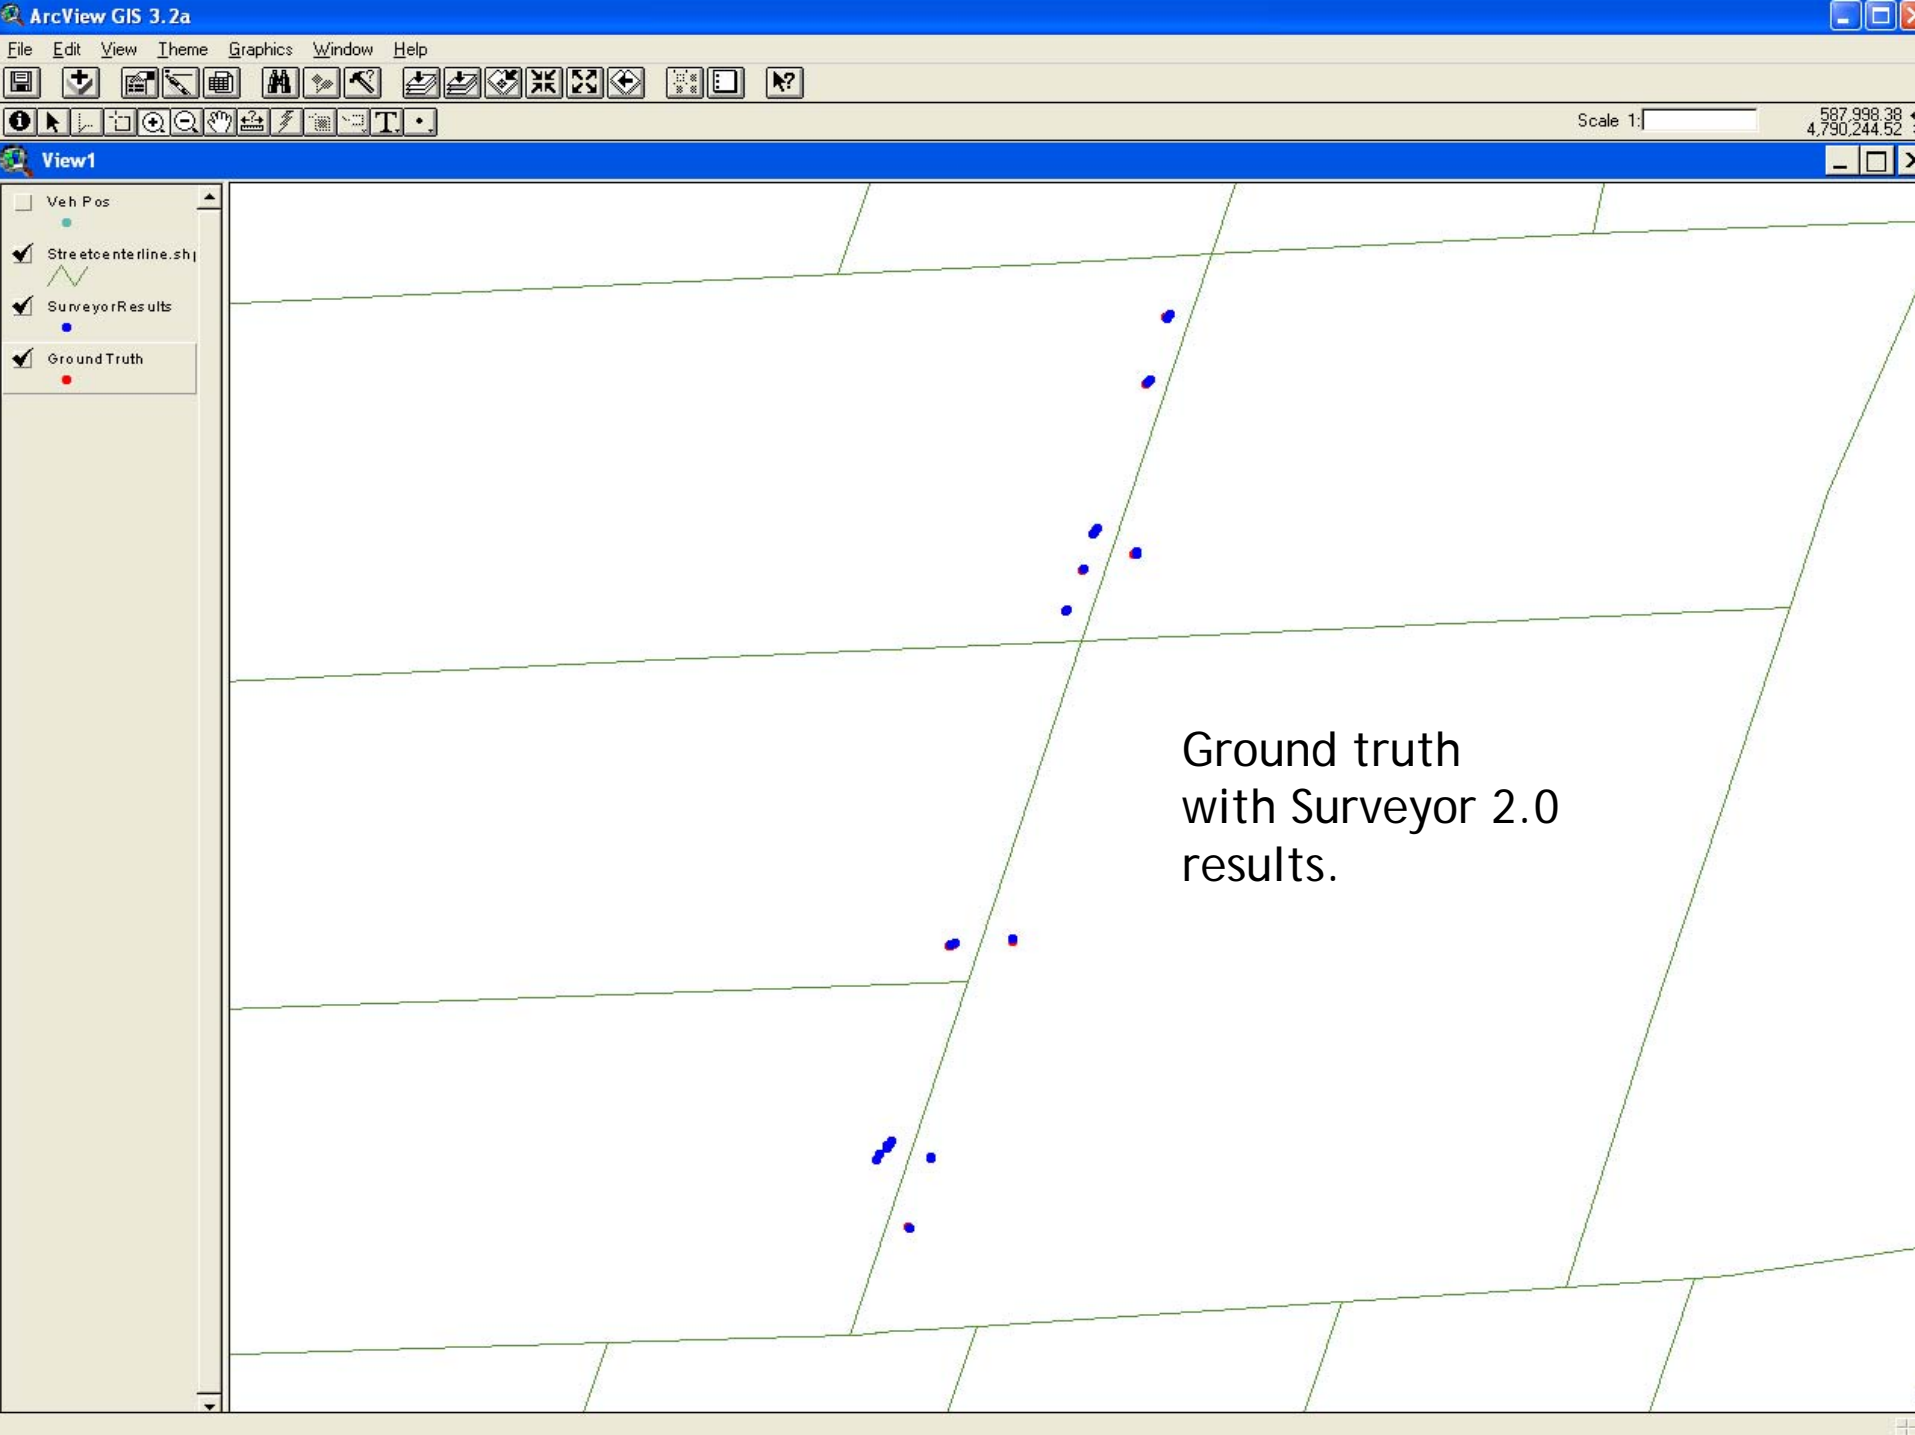 ArcView GIS 3.2a
File Edit View Theme Graphics Window Help
T
Scale 1:
587,998.38
4,790,244.52
View1
Veh Pos
Streetcenterline.sh
SurveyorResults
GroundTruth
Ground truth
with Surveyor 2.0
results.